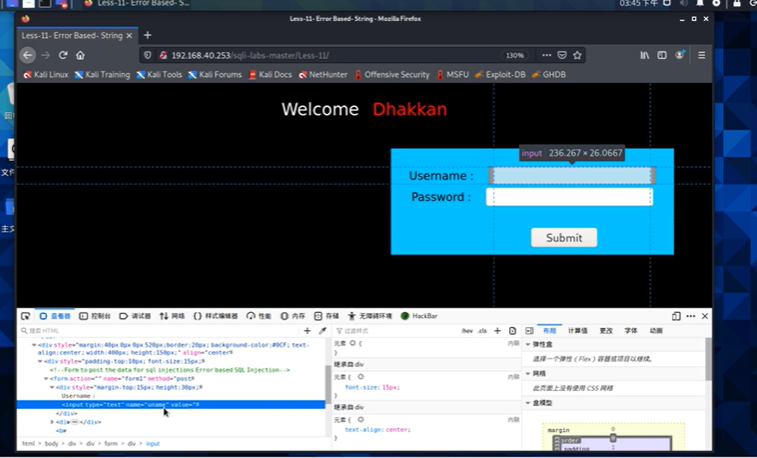 Less-11- Error Based- S...
03:45 下午
Less-11- Error Based- String - Mozilla Firefox
Less-11- Error Based- String
192.168.40.253/sqli-labs-master/Less-11/
130%
Kali Linux Kali Training Kali Tools Kali Forums Kali Docs NetHunter Offensive Security MSFU Exploit-DB GHDB
Welcome Dhakkan
input 236.267 × 26.0667
Username :
Password :
Submit
查看器 控制台 调试器 网络 样式编辑器 性能 内存 存储 无障碍环境 HackBar
搜索 HTML
<div style="margin:40px 0px 0px 520px;border:20px; background-color:#0CF; text-
align:center; width:400px; height:150px;" align="center">
<div style="padding-top:10px; font-size:15px;">
<!--Form to post the data for sql injections Error based SQL Injection-->
<form action="" name="form1" method="post">
<div style="margin-top:15px; height:30px;">
Username :
<input type="text" name="uname" value="">
</div>
<div>
</div>
html > body > div > div > form > div > input
过滤样式
:hov .cls
元素 {
内联
}
继承自 div
元素 {
内联
font-size: 15px;
}
继承自 div
元素 {
内联
text-align: center;
}
布局 计算值 更改 字体 动画
弹性盒
选择一个弹性（Flex）容器或项目以继续。
网格
此页面上没有使用 CSS 网格
盒模型
margin
0
border
0
padding